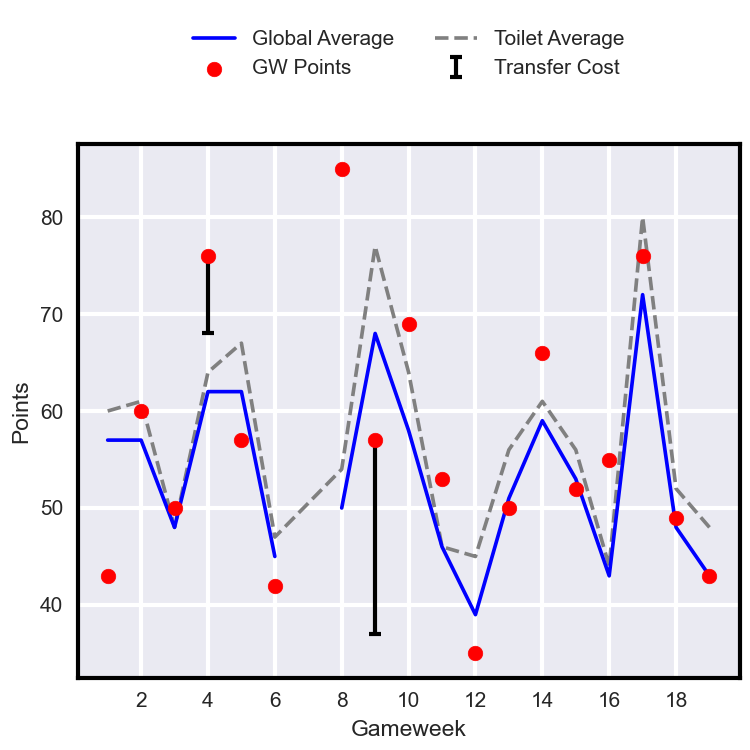 Global Average
Toilet Average
GW Points
Transfer Cost
80
70
60
50
40
Points
2 4 6 8 10 12 14 16 18
Gameweek